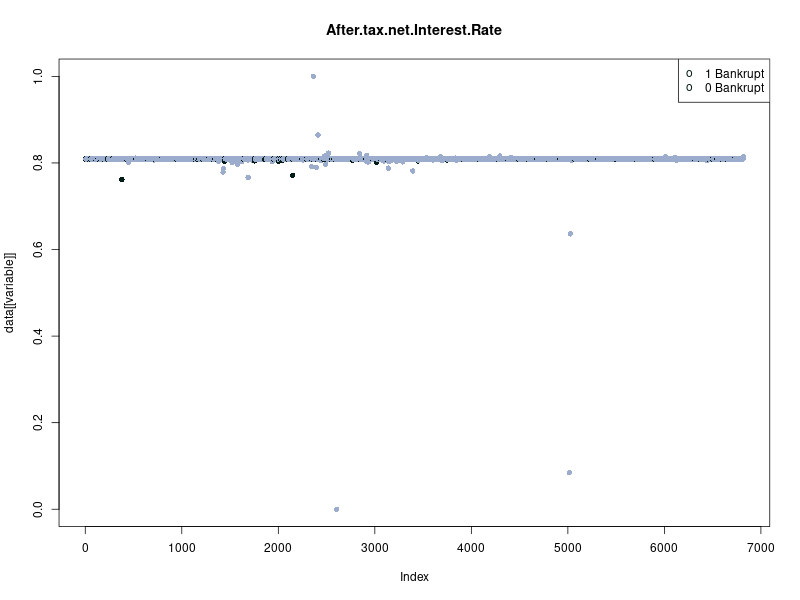 After.tax.net.Interest.Rate
o 1 Bankrupt
o 0 Bankrupt
1.0
0.8
0.6
0.4
0.2
0.0
data[[variable]]
0 1000 2000 3000 4000 5000 6000 7000
Index